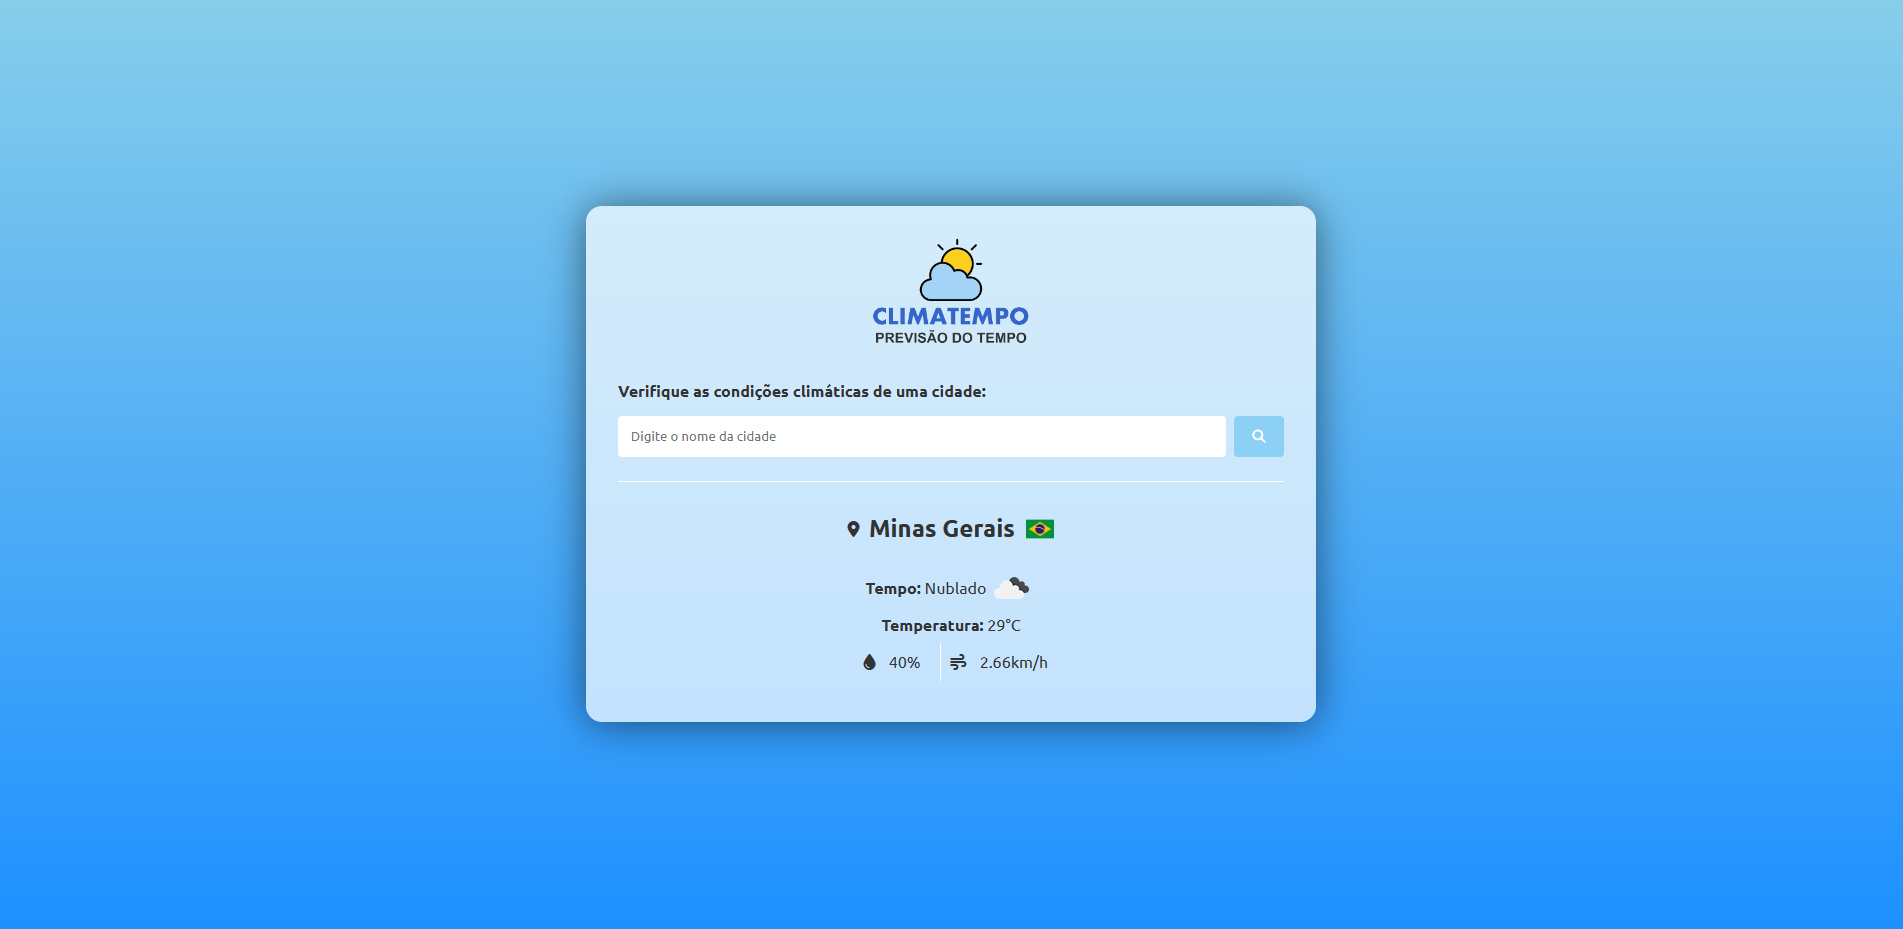 CLIMATEMPO
PREVISÃO DO TEMPO
Verifique as condições climáticas de uma cidade:
Digite o nome da cidade
Minas Gerais
Tempo: Nublado
Temperatura: 29°C
40% 2.66km/h